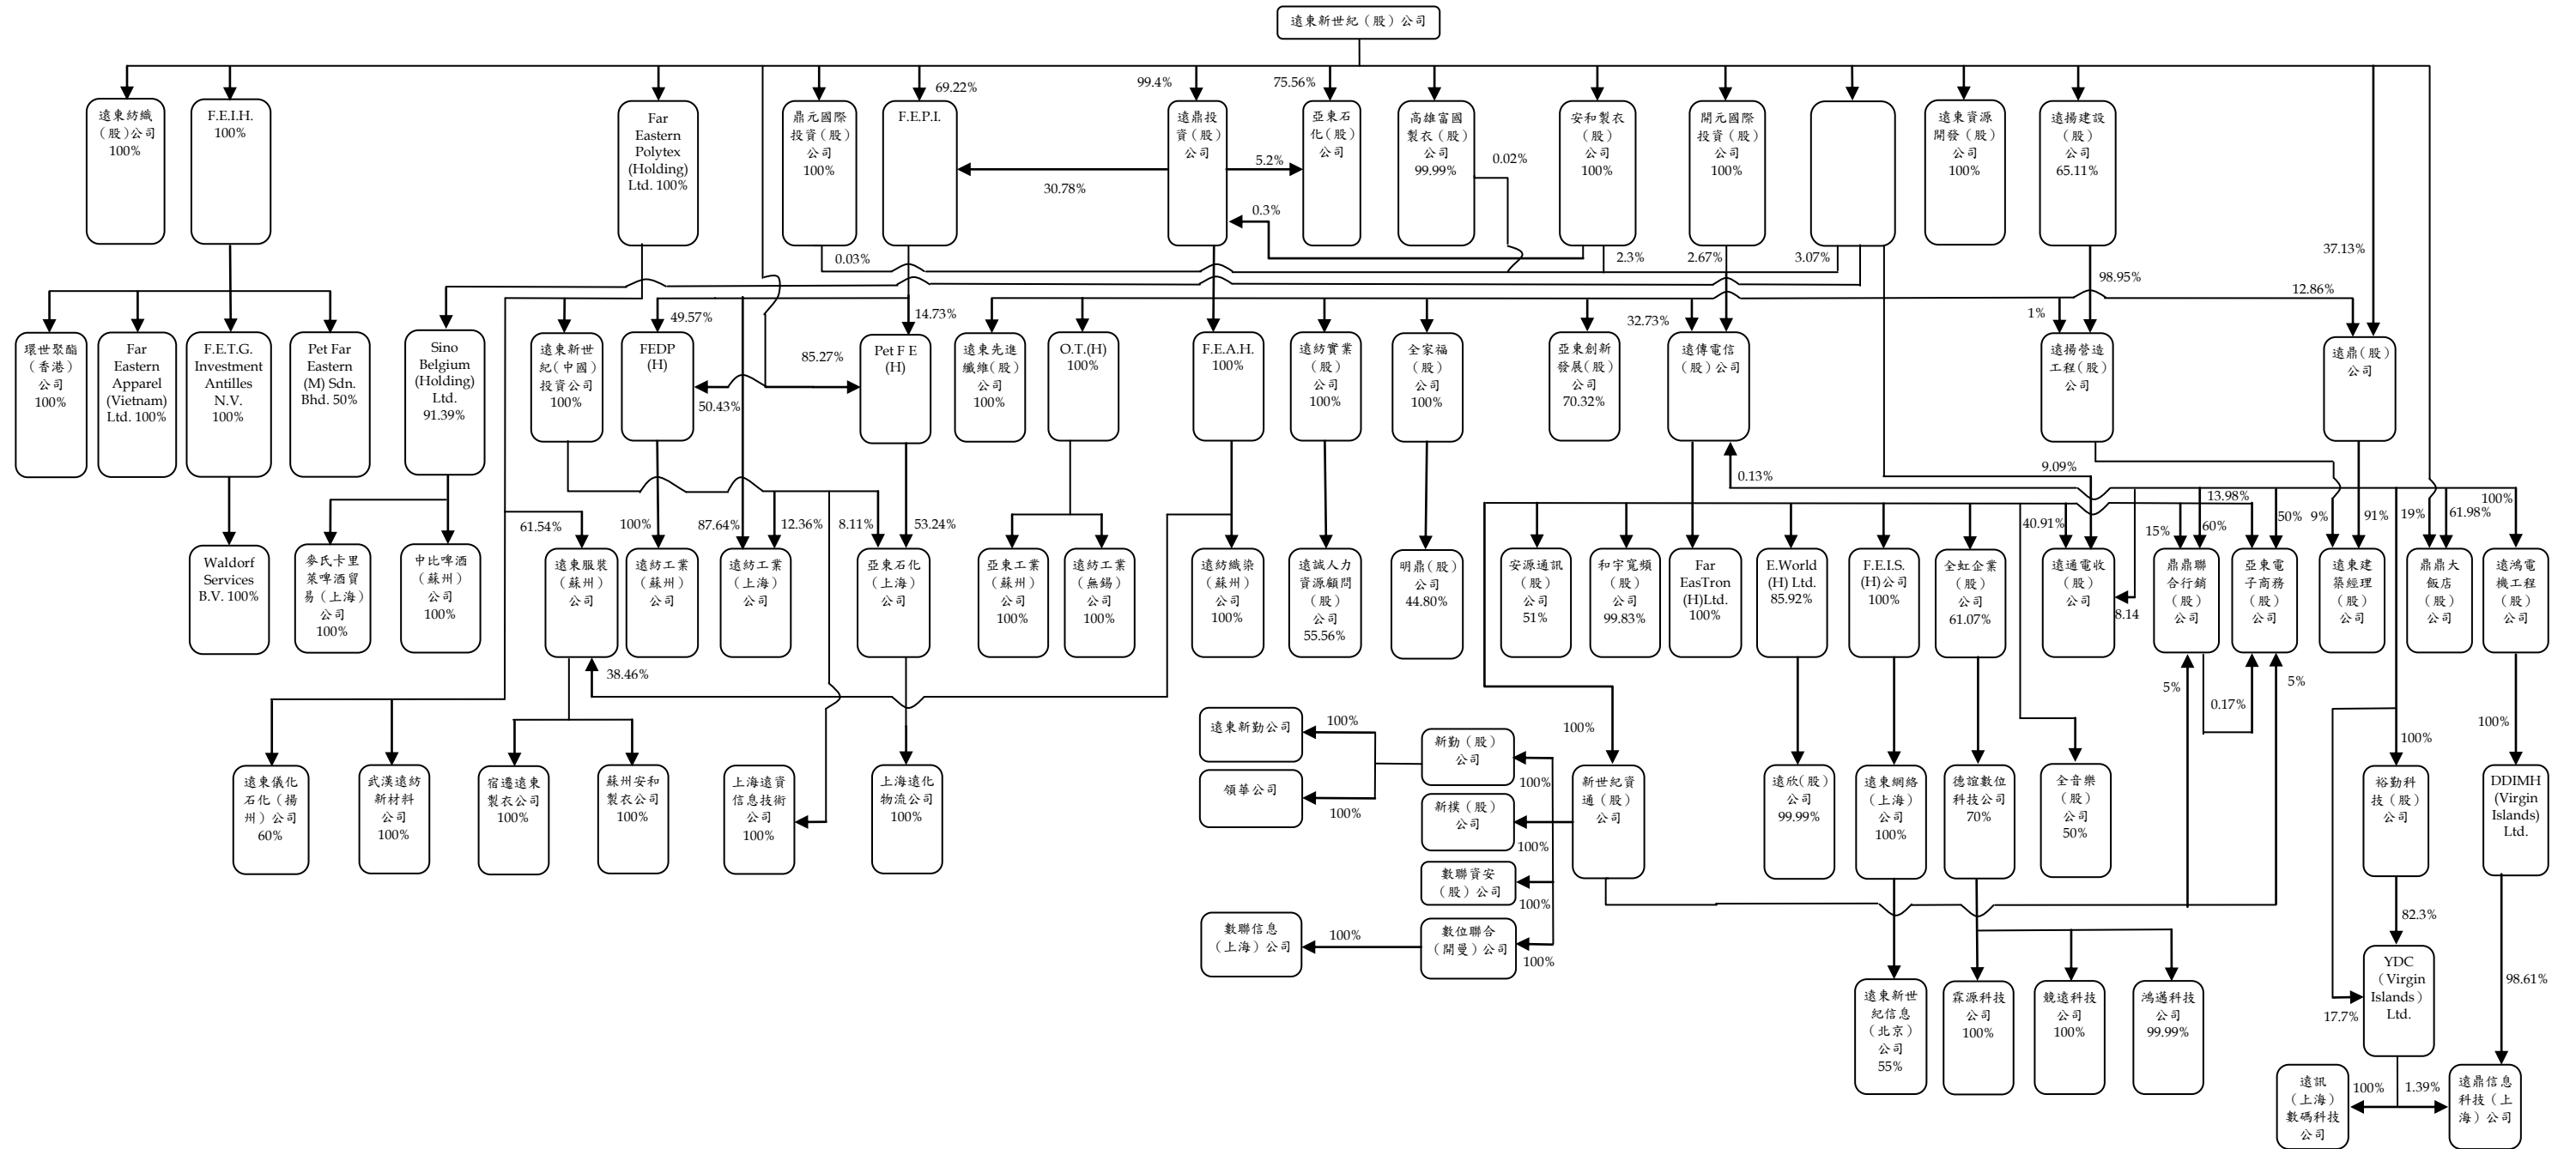 遠東新世紀（股）公司
69.22%
99.4%
75.56%
遠東紡織
（股）公司
100%
F.E.I.H.
100%
Far
Eastern
Polytex
(Holding)
Ltd. 100%
鼎元國際
投資（股）
公司
100%
F.E.P.I.
遠鼎投
資（股）
公司
亞東石
化（股）
公司
高雄富國
製衣（股）
公司
99.99%
安和製衣
（股）
公司
100%
開元國際
投資（股）
公司
100%
遠東資源
開發（股）
公司
100%
遠揚建設
（股）
公司
65.11%
30.78%
5.2%
0.02%
0.3%
0.03%
2.3%
2.67%
3.07%
98.95%
37.13%
12.86%
49.57%
14.73%
85.27%
50.43%
32.73%
1%
環世聚酯
（香港）
公司
100%
Far
Eastern
Apparel
(Vietnam)
Ltd. 100%
F.E.T.G.
Investment
Antilles
N.V.
100%
Pet Far
Eastern
(M) Sdn.
Bhd. 50%
Sino
Belgium
(Holding)
Ltd.
91.39%
遠東新世
紀（中國）
投資公司
100%
FEDP
(H)
Pet F E
(H)
遠東先進
纖維（股）
公司
100%
O.T.(H)
100%
F.E.A.H.
100%
遠紡實業
（股）
公司
100%
全家福
（股）
公司
100%
亞東創新
發展（股）
公司
70.32%
遠傳電信
（股）公司
遠揚營造
工程（股）
公司
遠鼎（股）
公司
0.13%
9.09%
13.98%
100%
61.54%
100%
87.64%
12.36%
8.11%
53.24%
40.91%
15%
60%
50%
9%
91%
19%
61.98%
8.14
Waldorf
Services
B.V. 100%
麥氏卡里
萊啤酒貿
易（上海）
公司
100%
中比啤酒
（蘇州）
公司
100%
遠東服裝
（蘇州）
公司
遠紡工業
（蘇州）
公司
遠紡工業
（上海）
公司
亞東石化
（上海）
公司
亞東工業
（蘇州）
公司
100%
遠紡工業
（無錫）
公司
100%
遠紡織染
（蘇州）
公司
100%
遠誠人力
資源顧問
（股）
公司
55.56%
明鼎（股）
公司
44.80%
安源通訊
（股）
公司
51%
和宇寬頻
（股）
公司
99.83%
Far
EasTron
(H)Ltd.
100%
E.World
(H) Ltd.
85.92%
F.E.I.S.
(H)公司
100%
全虹企業
（股）
公司
61.07%
遠通電收
（股）
公司
鼎鼎聯
合行銷
（股）
公司
亞東電
子商務
（股）
公司
遠東建
築經理
（股）
公司
鼎鼎大
飯店
（股）
公司
遠鴻電
機工程
（股）
公司
38.46%
5%
0.17%
5%
100%
100%
100%
遠東儀化
石化（揚
州）公司
60%
武漢遠紡
新材料
公司
100%
宿遷遠東
製衣公司
100%
蘇州安和
製衣公司
100%
上海遠資
信息技術
公司
100%
上海遠化
物流公司
100%
遠東新勤公司
100%
領華公司
100%
新勤（股）
公司
100%
新樸（股）
公司
100%
數聯資安
（股）公司
100%
數位聯合
（開曼）公司
100%
數聯信息
（上海）公司
100%
新世紀資
通（股）
公司
遠欣（股）
公司
99.99%
遠東網絡
（上海）
公司
100%
德誼數位
科技公司
70%
全音樂
（股）
公司
50%
裕勤科
技（股）
公司
DDIMH
(Virgin
Islands)
Ltd.
82.3%
98.61%
17.7%
遠東新世
紀信息
（北京）
公司
55%
霖源科技
公司
100%
競遠科技
公司
100%
鴻邁科技
公司
99.99%
YDC
（Virgin
Islands）
Ltd.
遠訊
（上海）
數碼科技
公司
100%
1.39%
遠鼎信息
科技（上
海）公司